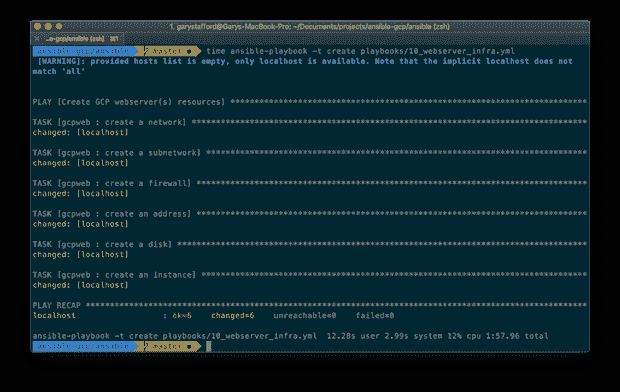 1. garystafford@Garys-MacBook-Pro: ~/Documents/projects/ansible-gcp/ansible (zsh)
..e-gcp/ansible (zsh) ⌘1
ansible-gcp/ansible master ● time ansible-playbook -t create playbooks/10_webserver_infra.yml
[WARNING]: provided hosts list is empty, only localhost is available. Note that the implicit localhost does not
match 'all'
PLAY [Create GCP webserver(s) resources] *******************************************************************************
TASK [gcpweb : create a network] ***************************************************************************************
changed: [localhost]
TASK [gcpweb : create a subnetwork] ************************************************************************************
changed: [localhost]
TASK [gcpweb : create a firewall] **************************************************************************************
changed: [localhost]
TASK [gcpweb : create an address] **************************************************************************************
changed: [localhost]
TASK [gcpweb : create a disk] ******************************************************************************************
changed: [localhost]
TASK [gcpweb : create an instance] *************************************************************************************
changed: [localhost]
PLAY RECAP *************************************************************************************************************
localhost : ok=6 changed=6 unreachable=0 failed=0
ansible-playbook -t create playbooks/10_webserver_infra.yml 12.28s user 2.99s system 12% cpu 1:57.96 total
ansible-gcp/ansible master ●